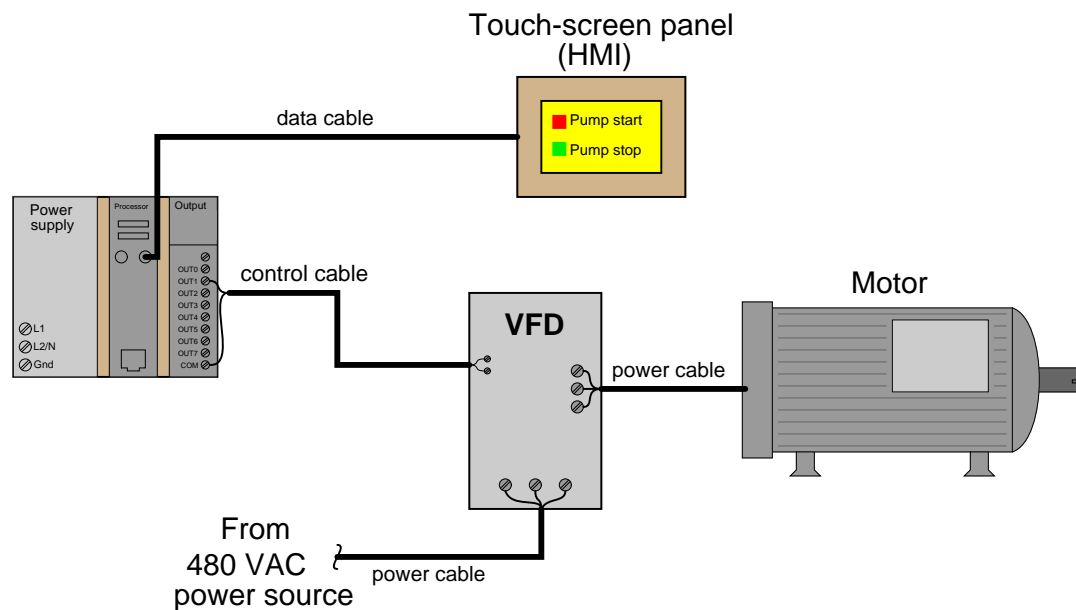 Touch-screen panel
(HMI)
data cable
Pump start
Pump stop
Power
supply
Processor
Output
OUT0
OUT1
OUT2
OUT3
OUT4
OUT5
OUT6
OUT7
COM
L1
L2/N
Gnd
control cable
VFD
Motor
power cable
From
480 VAC
power source
power cable